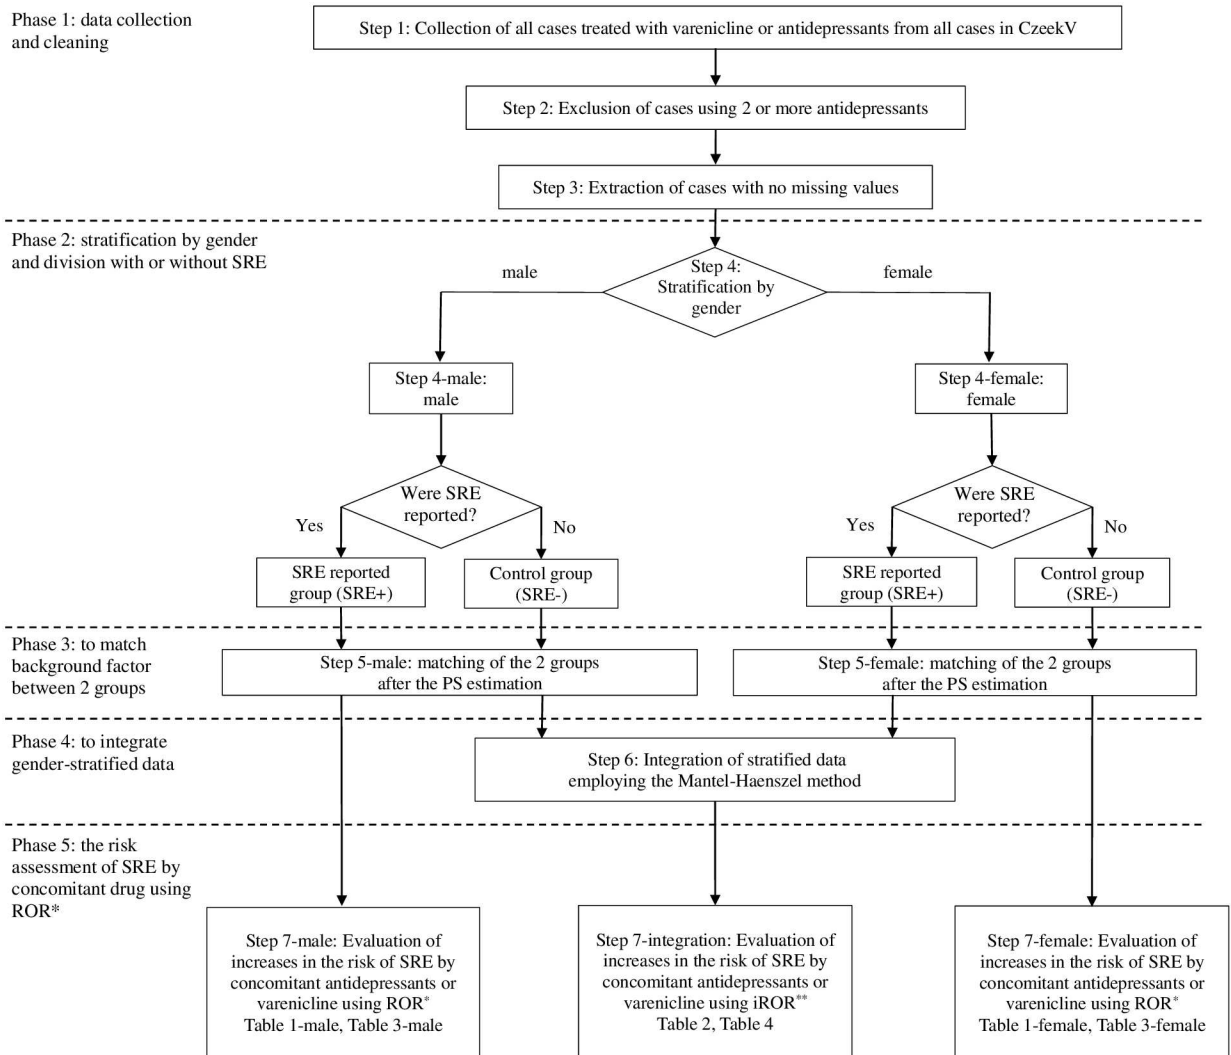 Phase 1: data collection
and cleaning
Step 1: Collection of all cases treated with varenicline or antidepressants from all cases in CzeekV
Step 2: Exclusion of cases using 2 or more antidepressants
Step 3: Extraction of cases with no missing values
Phase 2: stratification by gender
and division with or without SRE
male
Step 4:
Stratification by
gender
female
Step 4-male:
male
Step 4-female:
female
Were SRE
reported?
Yes
No
Were SRE
reported?
Yes
No
SRE reported
group (SRE+)
Control group
(SRE-)
SRE reported
group (SRE+)
Control group
(SRE-)
Phase 3: to match
background factor
between 2 groups
Step 5-male: matching of the 2 groups
after the PS estimation
Step 5-female: matching of the 2 groups
after the PS estimation
Phase 4: to integrate
gender-stratified data
Step 6: Integration of stratified data
employing the Mantel-Haenszel method
Phase 5: the risk
assessment of SRE by
concomitant drug using
ROR*
Step 7-male: Evaluation of
increases in the risk of SRE by
concomitant antidepressants or
varenicline using ROR*
Table 1-male, Table 3-male
Step 7-integration: Evaluation of
increases in the risk of SRE by
concomitant antidepressants or
varenicline using iROR**
Table 2, Table 4
Step 7-female: Evaluation of
increases in the risk of SRE by
concomitant antidepressants or
varenicline using ROR*
Table 1-female, Table 3-female